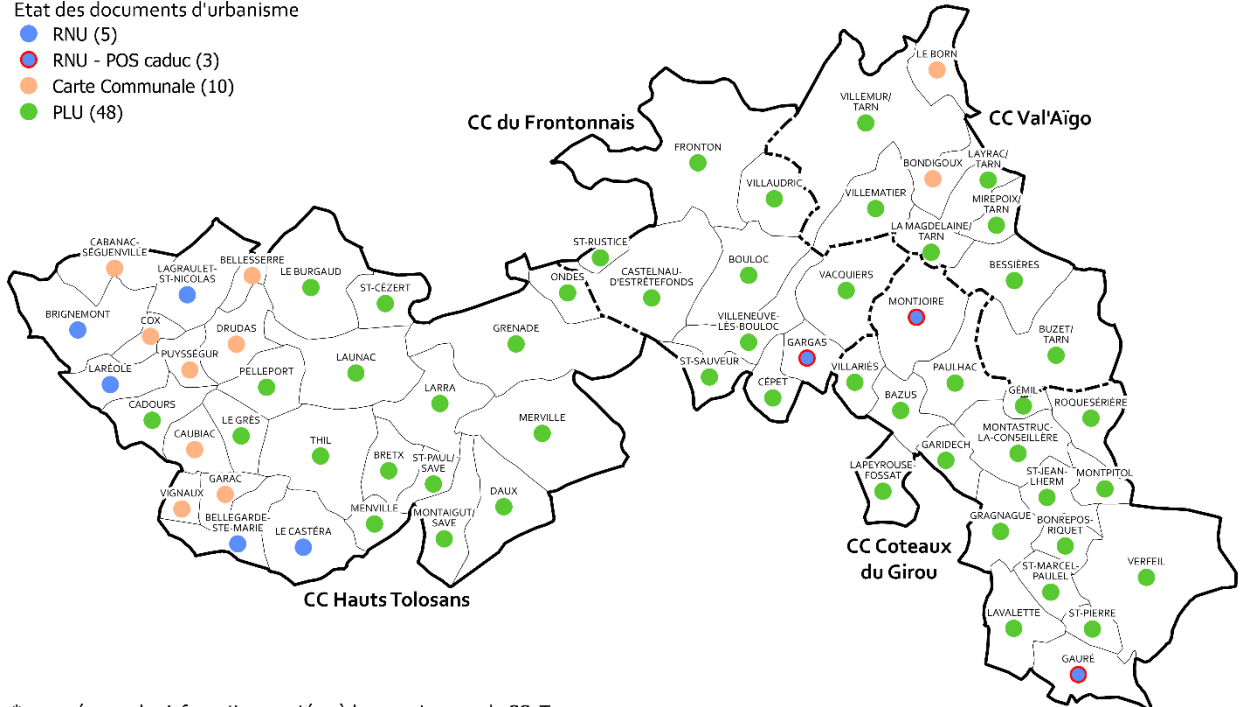 Etat des documents d'urbanisme
RNU (5)
RNU - POS caduc (3)
Carte Communale (10)
PLU (48)
LE BORN
VILLEMUR/
TARN
CC du Frontonnais
CC Val'Aïgo
FRONTON
BONDIGOUX
LAYRAC/
TARN
VILLAUDRIC
VILLEMATIER
MIREPOIX/
TARN
LA MAGDELAINE/
TARN
ST-RUSTICE
CABANAC-
SÉGUENVILLE
LAGRAULET-
ST-NICOLAS
BELLESSERRE
LE BURGAUD
ST-CÉZERT
ONDES
CASTELNAU-
D'ESTRÉTEFONDS
BOULOC
VACQUIERS
BESSIÈRES
BRIGNEMONT
COX
DRUDAS
GRENADE
VILLENEUVE-
LÈS-BOULOC
GARGAS
MONTJOIRE
BUZET/
TARN
PUYSSÉGUR
LARÉOLE
PELLEPORT
LAUNAC
ST-SAUVEUR
CÉPET
VILLARIÈS
PAULHAC
LARRA
CADOURS
LE GRÈS
MERVILLE
BAZUS
GÉMIL
ROQUESÉRIÈRE
CAUBIAC
THIL
BRETX
ST-PAUL/
SAVE
GARIDECH
MONTASTRUC-
LA-CONSEILLÈRE
LAPEYROUSE-
FOSSAT
ST-JEAN-
LHERM
MONTPITOL
VIGNAUX
GARAC
DAUX
MENVILLE
MONTAIGUT/
SAVE
BELLEGARDE-
STE-MARIE
LE CASTÉRA
GRAGNAGUE
BONREPOS-
RIQUET
CC Coteaux
du Girou
ST-MARCEL-
PAULEL
VERFEIL
CC Hauts Tolosans
LAVALETTE
ST-PIERRE
GAURÉ